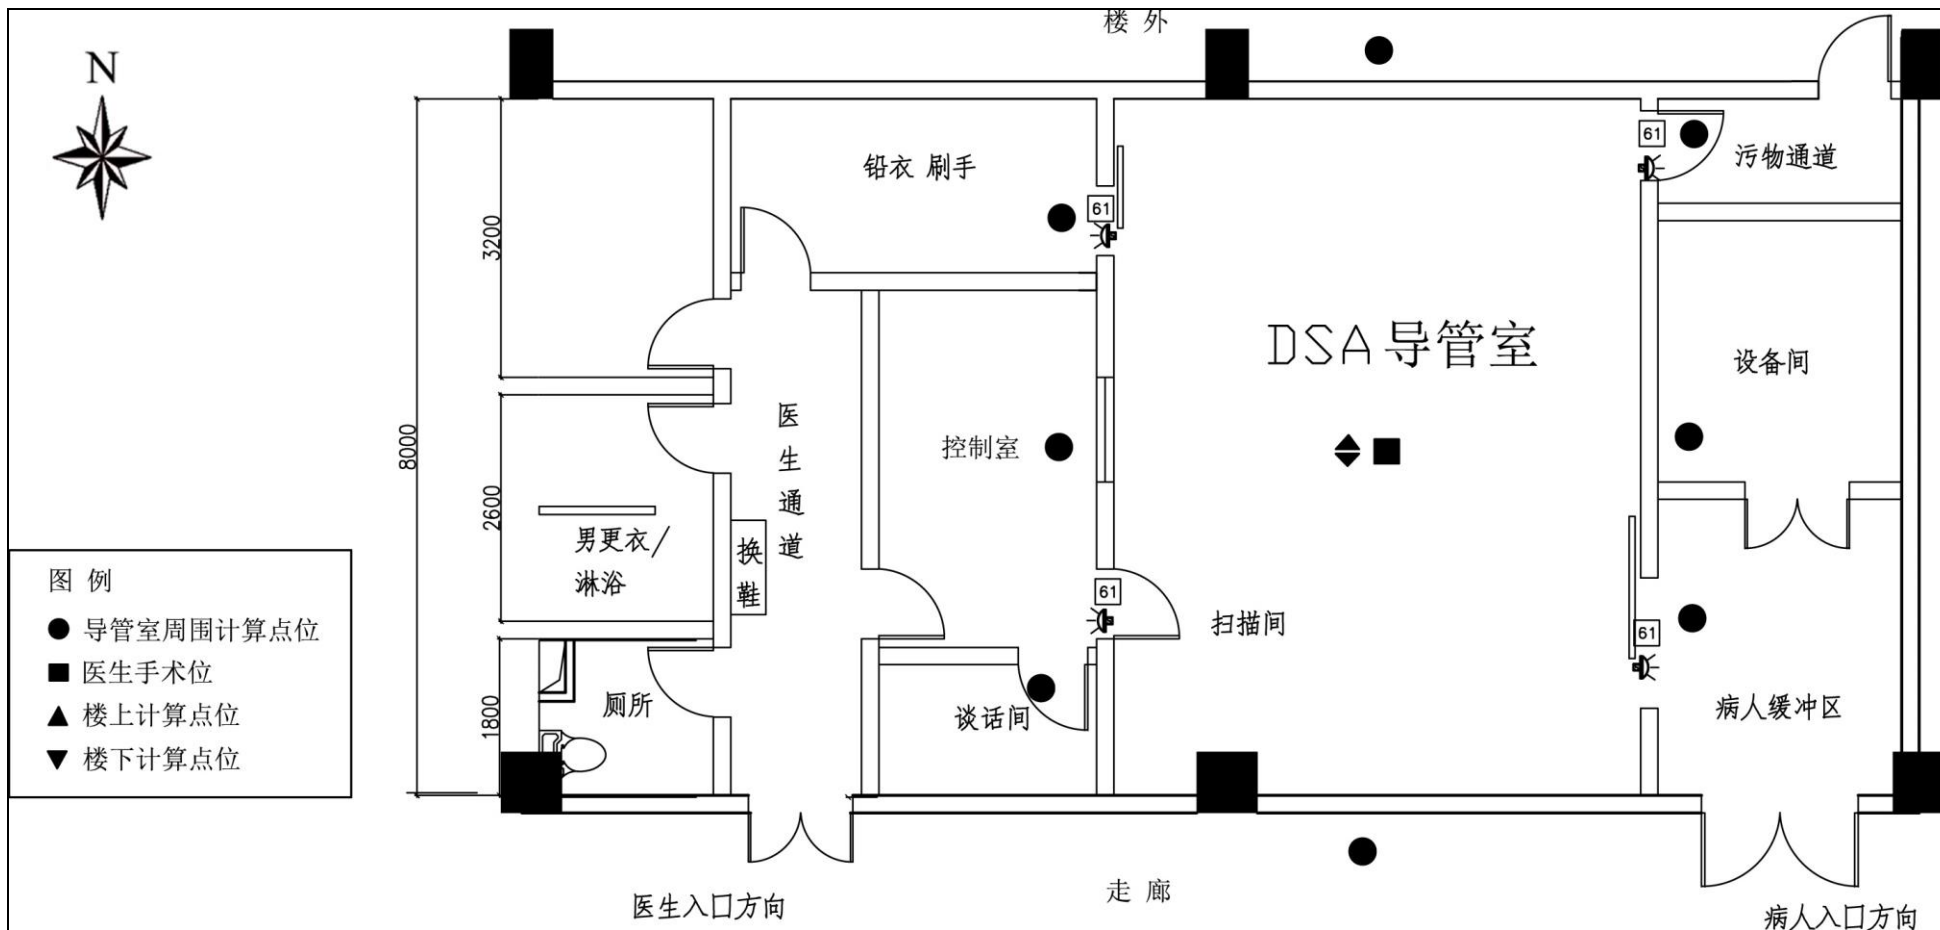 楼 外
N
61
污物通道
铅衣 刷手
61
3200
DSA导管室
设备间
8000
医生通道
控制室
2600
男更衣/
淋浴
换鞋
61
扫描间
61
图 例
导管室周围计算点位
医生手术位
楼上计算点位
楼下计算点位
1800
厕所
谈话间
病人缓冲区
走 廊
医生入口方向
病人入口方向